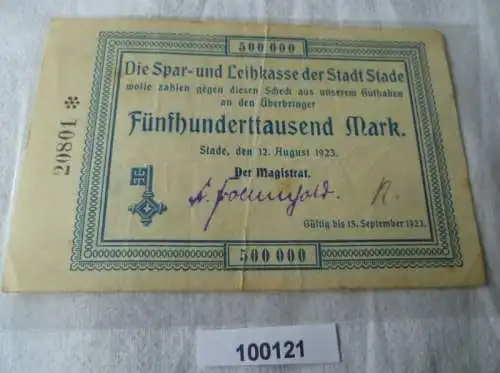 500 000
Die Spar- und Leihkasse der Stadt Stade
wolle zahlen gegen diesen Scheck aus unserem Guthaben
an den Überbringer
Fünfhunderttausend Mark.
Stade, den 12. August 1923.
Der Magistrat.
Gültig bis 15. September 1923.
500 000
20801 *
100121